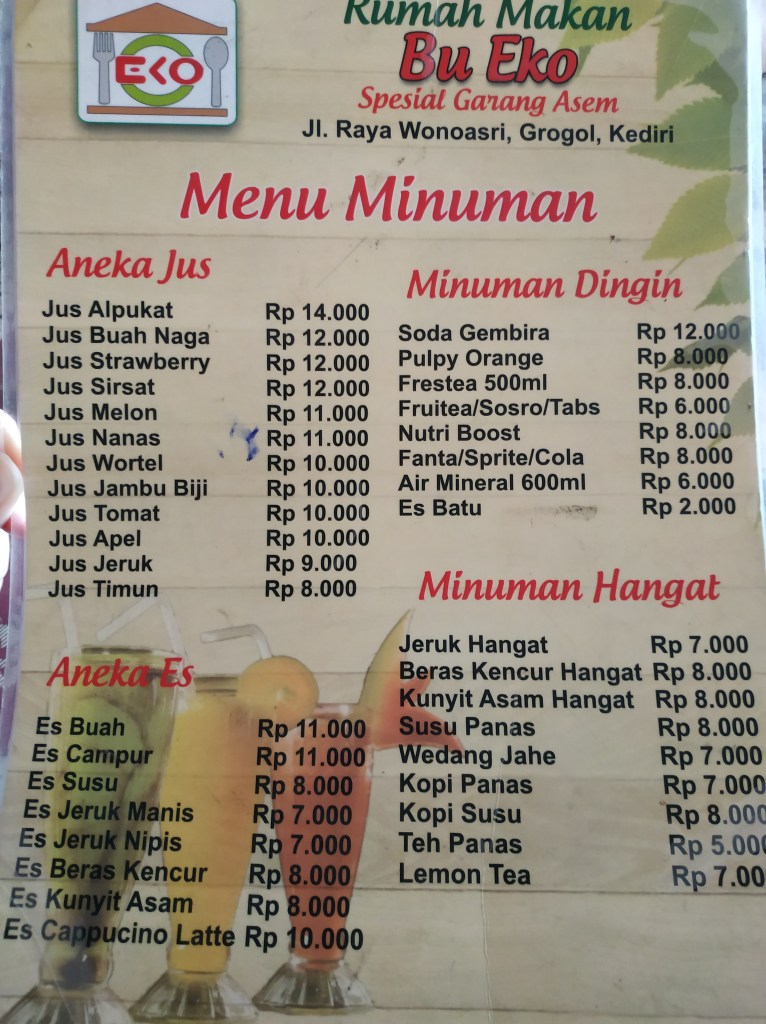 EKO
Rumah Makan
Bu Eko
Spesial Garang Asem
Jl. Raya Wonoasri, Grogol, Kediri
Menu Minuman
Aneka Jus
Jus Alpukat Rp 14.000
Jus Buah Naga Rp 12.000
Jus Strawberry Rp 12.000
Jus Sirsat Rp 12.000
Jus Melon Rp 11.000
Jus Nanas Rp 11.000
Jus Wortel Rp 10.000
Jus Jambu Biji Rp 10.000
Jus Tomat Rp 10.000
Jus Apel Rp 10.000
Jus Jeruk Rp 9.000
Jus Timun Rp 8.000
Aneka Es
Es Buah Rp 11.000
Es Campur Rp 11.000
Es Susu Rp 8.000
Es Jeruk Manis Rp 7.000
Es Jeruk Nipis Rp 7.000
Es Beras Kencur Rp 8.000
Es Kunyit Asam Rp 8.000
Es Cappucino Latte Rp 10.000
Minuman Dingin
Soda Gembira Rp 12.000
Pulpy Orange Rp 8.000
Frestea 500ml Rp 8.000
Fruitea/Sosro/Tabs Rp 6.000
Nutri Boost Rp 8.000
Fanta/Sprite/Cola Rp 8.000
Air Mineral 600ml Rp 6.000
Es Batu Rp 2.000
Minuman Hangat
Jeruk Hangat Rp 7.000
Beras Kencur Hangat Rp 8.000
Kunyit Asam Hangat Rp 8.000
Susu Panas Rp 8.000
Wedang Jahe Rp 7.000
Kopi Panas Rp 7.000
Kopi Susu Rp 8.000
Teh Panas Rp 5.000
Lemon Tea Rp 7.00